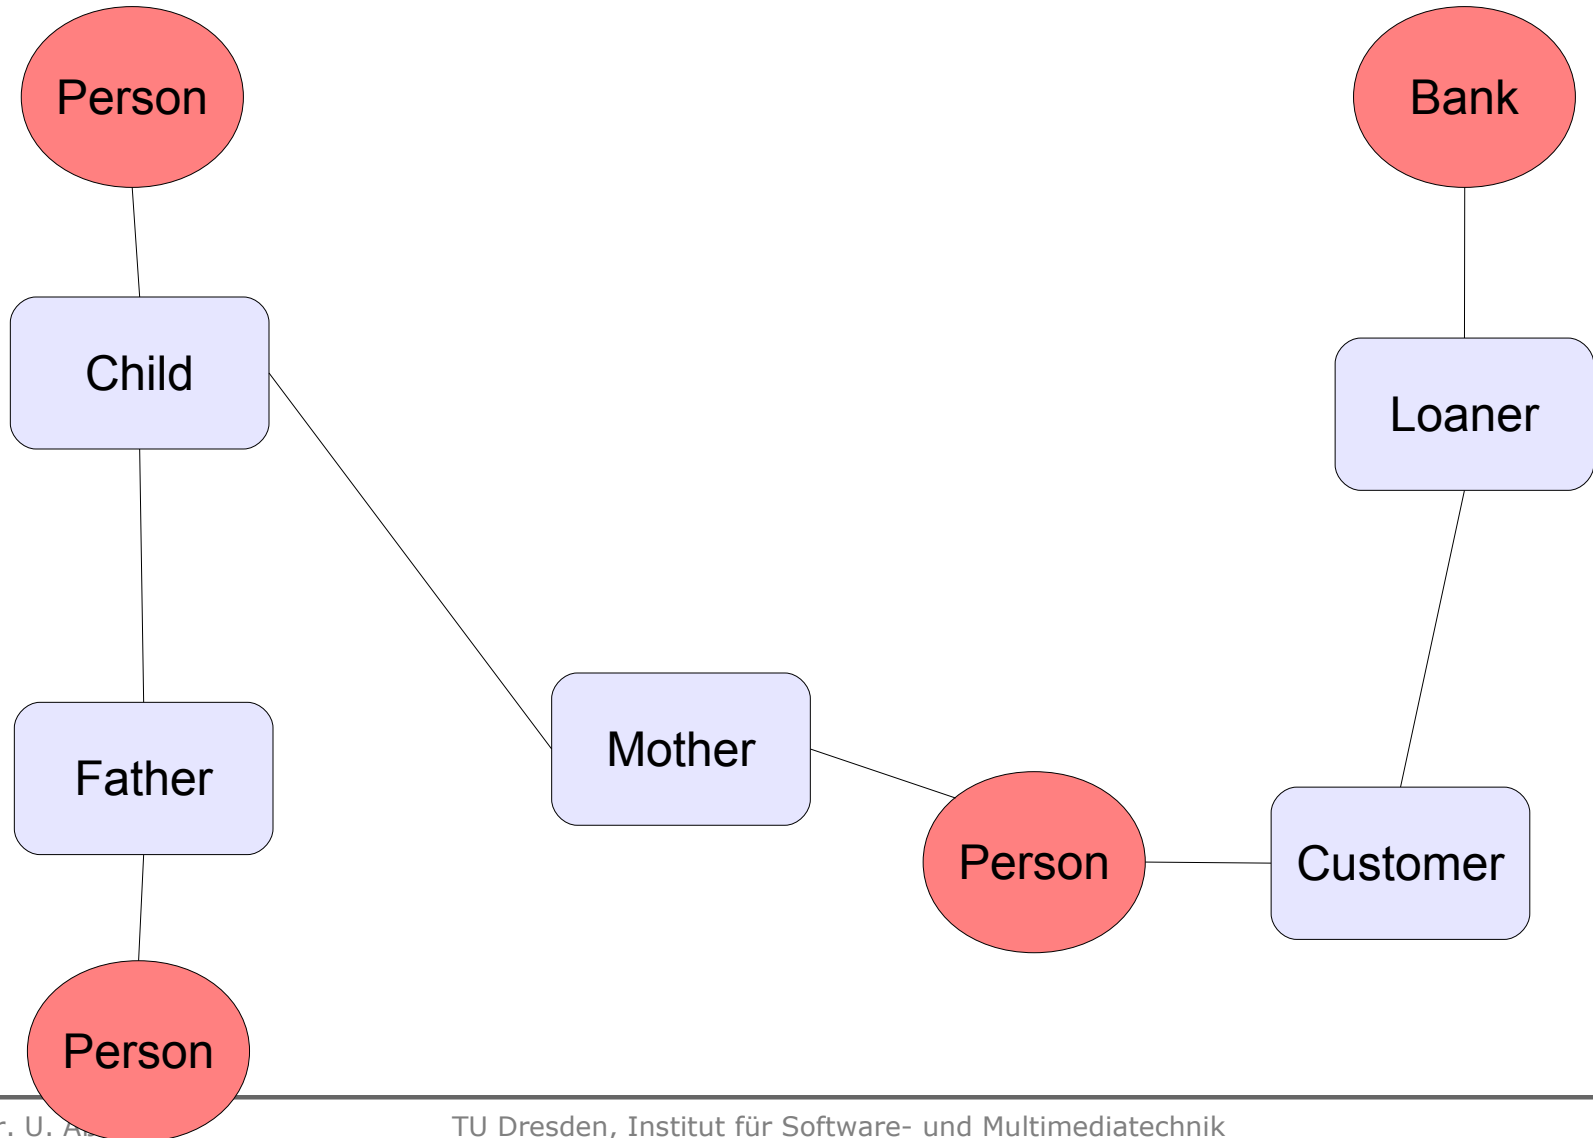 Person
Bank
Child
Loaner
Mother
Father
Person
Customer
Person
r. U. TU Dresden, Institut für Software- und Multimediatechnik